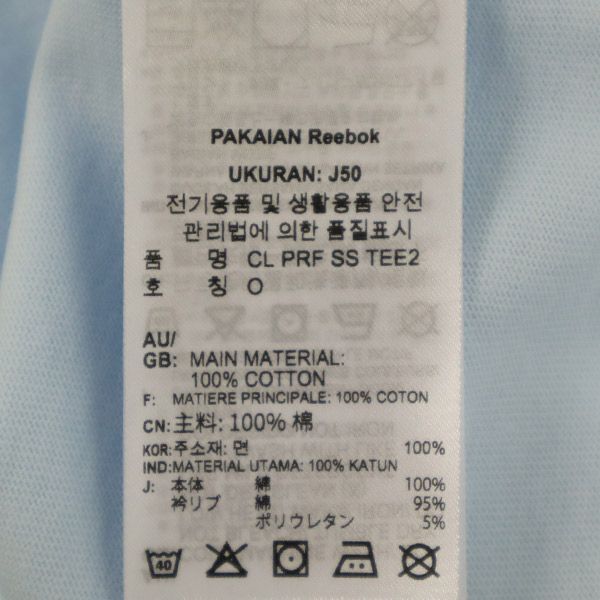 PAKAIAN Reebok
UKURAN: J50
전기용품 및 생활용품 안전
관리법에 의한 품질표시
품 명 CL PRF SS TEE2
호 칭 O
AU/
GB: MAIN MATERIAL:
100% COTTON
F: MATIERE PRINCIPALE: 100% COTON
CN: 主料: 100% 棉
KOR: 주소재: 면 100%
IND: MATERIAL UTAMA: 100% KATUN
J: 本体 綿 100%
衿リブ 綿 95%
ポリウレタン 5%
40